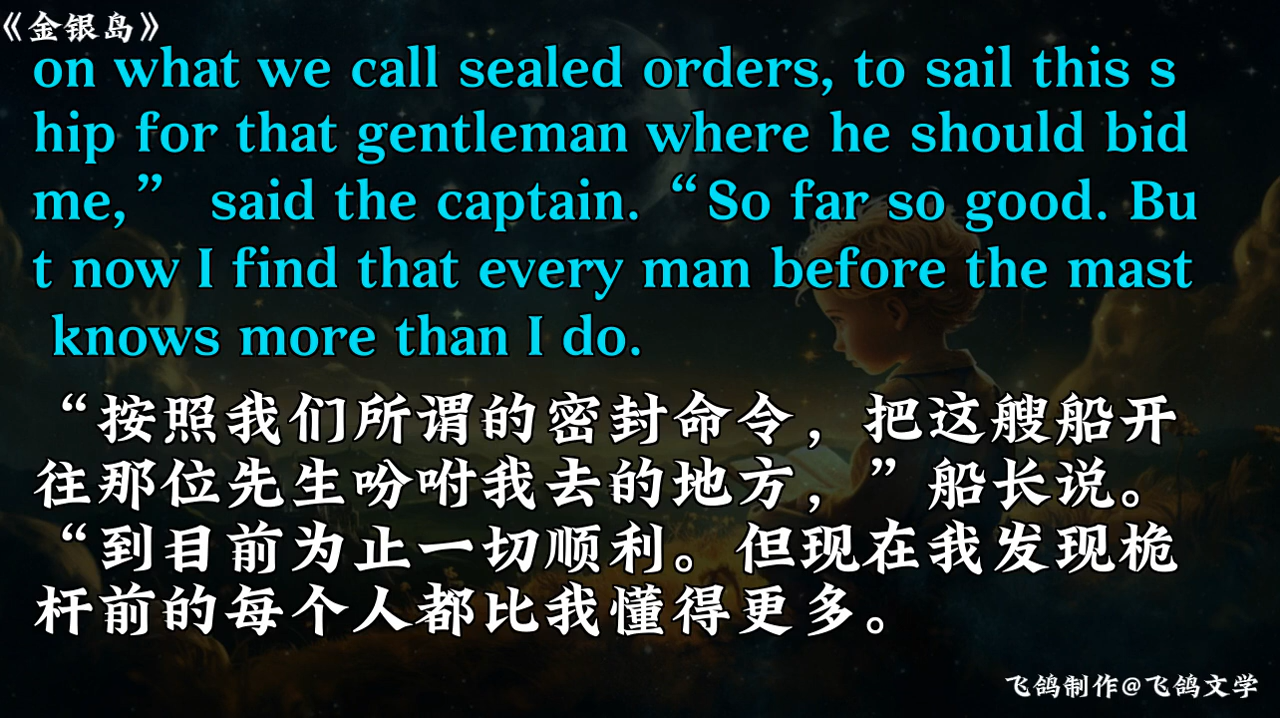 《金银岛》
on what we call sealed orders, to sail this s
hip for that gentleman where he should bid
me,” said the captain. “So far so good. Bu
t now I find that every man before the mast
knows more than I do.
“按照我们所谓的密封命令，把这艘船开
往那位先生吩咐我去的地方，”船长说。
“到目前为止一切顺利。但现在我发现桅
杆前的每个人都比我懂得更多。
飞鸽制作@飞鸽文学